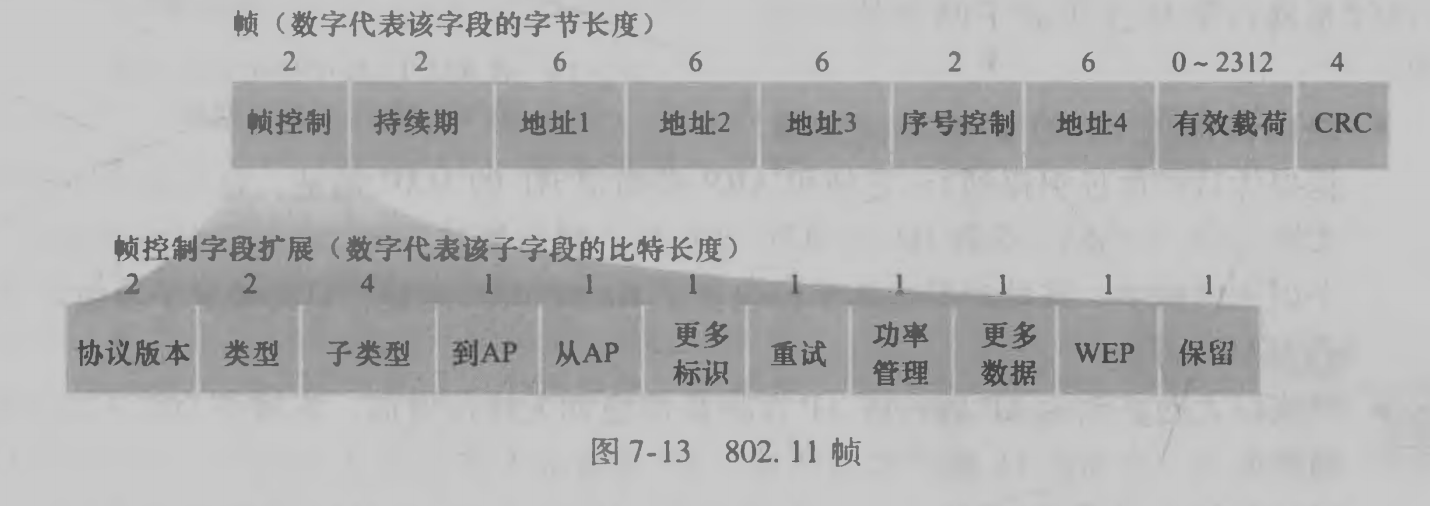 帧（数字代表该字段的字节长度）
2 2 6 6 6 2 6 0~2312 4
帧控制 持续期 地址1 地址2 地址3 序号控制 地址4 有效载荷 CRC
帧控制字段扩展（数字代表该子字段的比特长度）
2 2 4 1 1 1 1 1 1 1 1
协议版本 类型 子类型 到AP 从AP 更多标识 重试 功率管理 更多数据 WEP 保留
图7-13 802.11帧